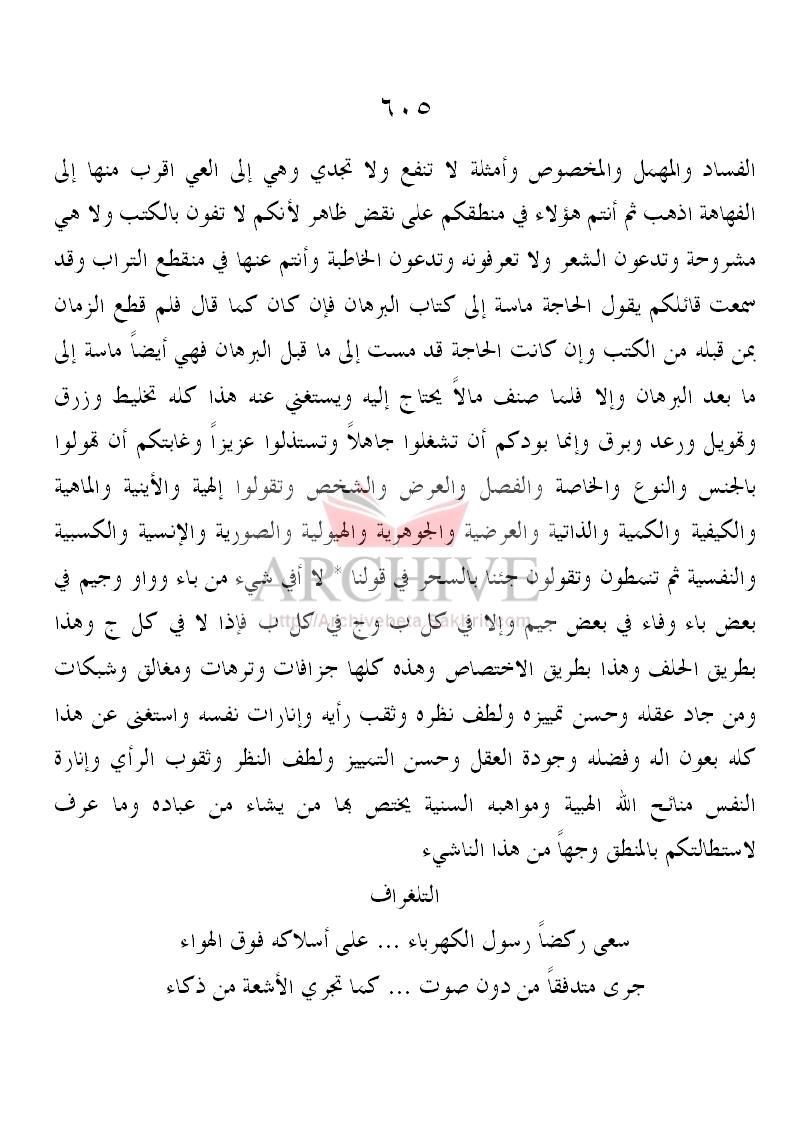 ٦٠٥
الفساد والمهمل والمخصوص وأمثلة لا تنفع ولا تجدي وهي إلى العي اقرب منها إلى
الفهاهة اذهب ثم أنتم هؤلاء في منطقكم على نقض ظاهر لأنكم لا تفون بالكتب ولا هي
مشروحة وتدعون الشعر ولا تعرفونه وتدعون الخاطبة وأنتم عنها في منقطع التراب وقد
سمعت قائلكم يقول الحاجة ماسة إلى كتاب البرهان فإن كان كما قال فلم قطع الزمان
بمن قبله من الكتب وإن كانت الحاجة قد مست إلى ما قبل البرهان فهي أيضاً ماسة إلى
ما بعد البرهان وإلا فلما صنف مالاً يحتاج إليه ويستغني عنه هذا كله تخليط وزرق
وتهويل ورعد وبرق وإنما بودكم أن تشغلوا جاهلاً وتستذلوا عزيزاً وغابتكم أن تهولوا
بالجنس والنوع والخاصة والفصل والعرض والشخص وتقولوا إلهية والأينية والماهية
والكيفية والكمية والذاتية والعرضية والجوهرية والهيولية والصورية والإنسية والكسبية
والنفسية ثم تنمطون وتقولون جئنا بالسحر في قولنا * لا أفي شيء من باء وواو وجيم في
بعض باء وفاء في بعض جيم وإلا في كل ب وج في كل ب فإذا لا في كل ج وهذا
بطريق الخلف وهذا بطريق الاختصاص وهذه كلها جزافات وترهات ومغالق وشبكات
ومن جاد عقله وحسن تمييزه ولطف نظره وثقب رأيه وإنارات نفسه واستغنى عن هذا
كله بعون اله وفضله وجودة العقل وحسن التمييز ولطف النظر وثقوب الرأي وإنارة
النفس منائح الله الهبية ومواهبه السنية يختص بها من يشاء من عباده وما عرف
لاستطالتكم بالمنطق وجهاً من هذا الناشيء
التلغراف
سعى ركضاً رسول الكهرباء ... على أسلاكه فوق الهواء
جرى متدفقاً من دون صوت ... كما تجري الأشعة من ذكاء
ARCHIVE
http://Archivebeta.Sakhrit.com